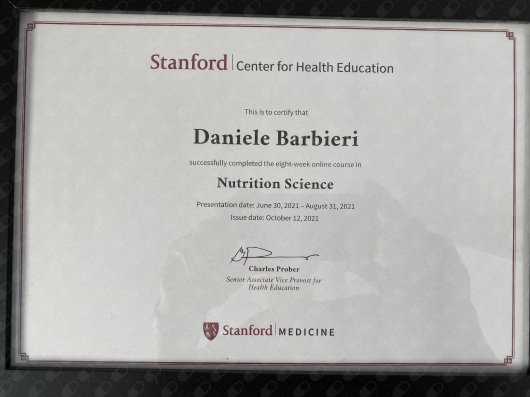 Stanford Center for Health Education
This is to certify that
Daniele Barbieri
successfully completed the eight-week online course in
Nutrition Science
Presentation date: June 30, 2021 – August 31, 2021
Issue date: October 12, 2021
Charles Prober
Senior Associate Vice Provost for
Health Education
Stanford MEDICINE